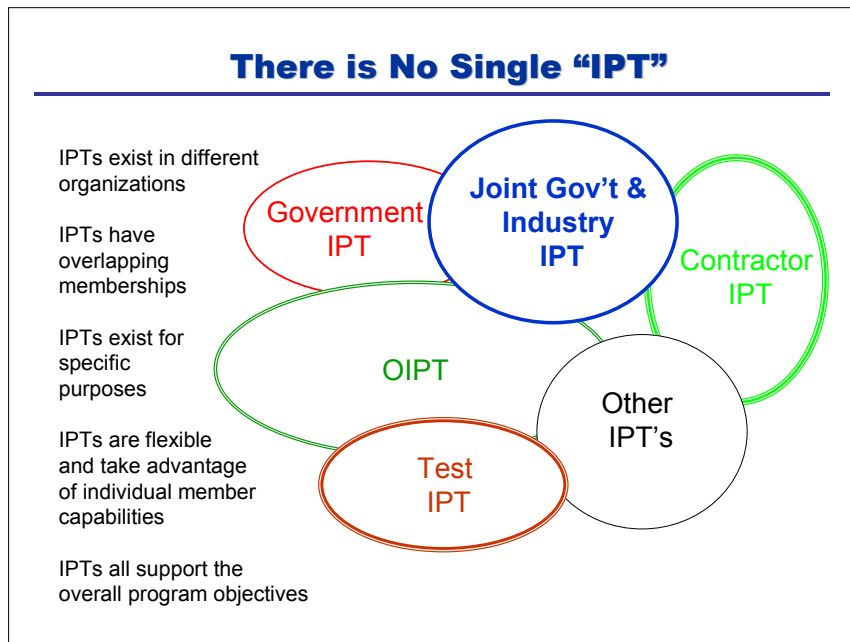 There is No Single “IPT”
IPTs exist in different
organizations
IPTs have
overlapping
memberships
IPTs exist for
specific
purposes
IPTs are flexible
and take advantage
of individual member
capabilities
IPTs all support the
overall program objectives
Government
IPT
Joint Gov’t &
Industry
IPT
Contractor
IPT
OIPT
Other
IPT’s
Test
IPT